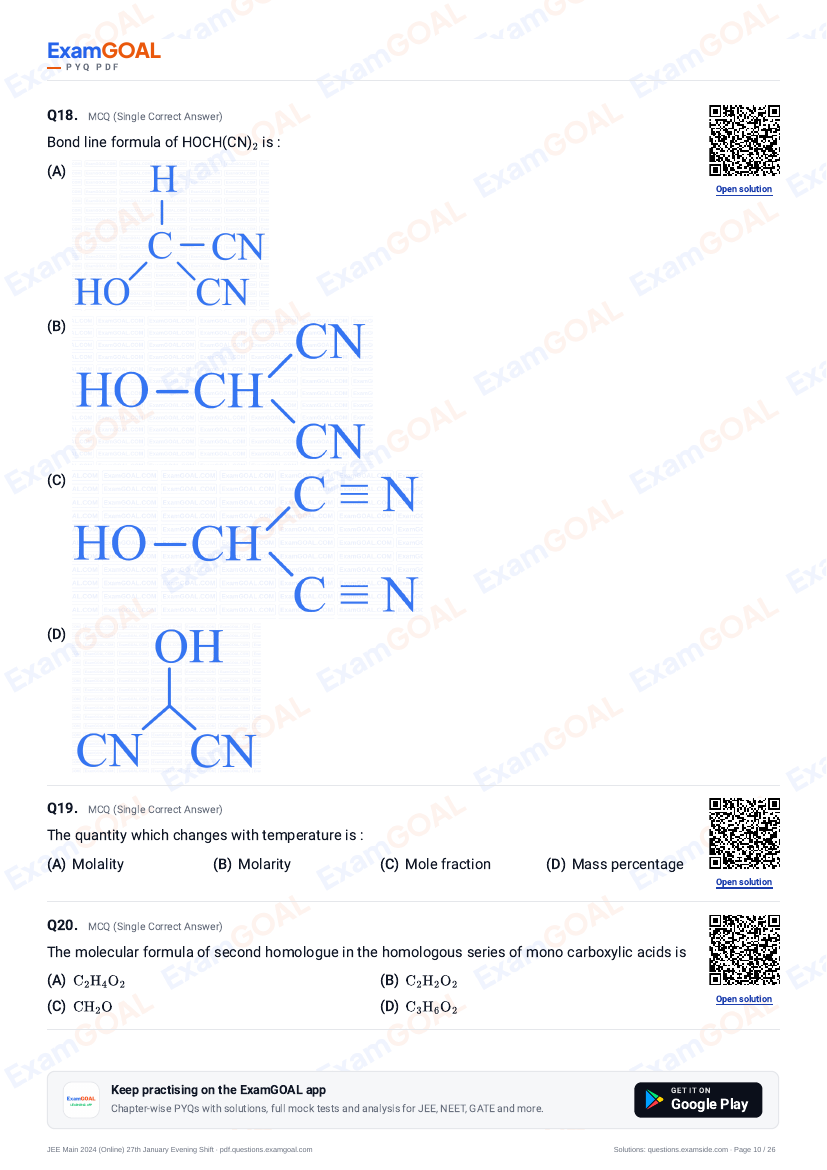 ExamGOAL
PYQ PDF
Q18. MCQ (Single Correct Answer)
Bond line formula of HOCH(CN)₂ is :
Open solution
(A)
H
C — CN
HO CN
(B)
CN
HO — CH
CN
(C)
C ≡ N
HO — CH
C ≡ N
(D)
OH
CN CN
Q19. MCQ (Single Correct Answer)
The quantity which changes with temperature is :
(A) Molality (B) Molarity (C) Mole fraction (D) Mass percentage
Open solution
Q20. MCQ (Single Correct Answer)
The molecular formula of second homologue in the homologous series of mono carboxylic acids is
(A) C₂H₄O₂ (B) C₂H₂O₂
(C) CH₂O (D) C₃H₆O₂
Open solution
ExamGOAL
Keep practising on the ExamGOAL app
Chapter-wise PYQs with solutions, full mock tests and analysis for JEE, NEET, GATE and more.
GET IT ON
Google Play
JEE Main 2024 (Online) 27th January Evening Shift · pdf.questions.examgoal.com
Solutions: questions.examside.com · Page 10 / 26